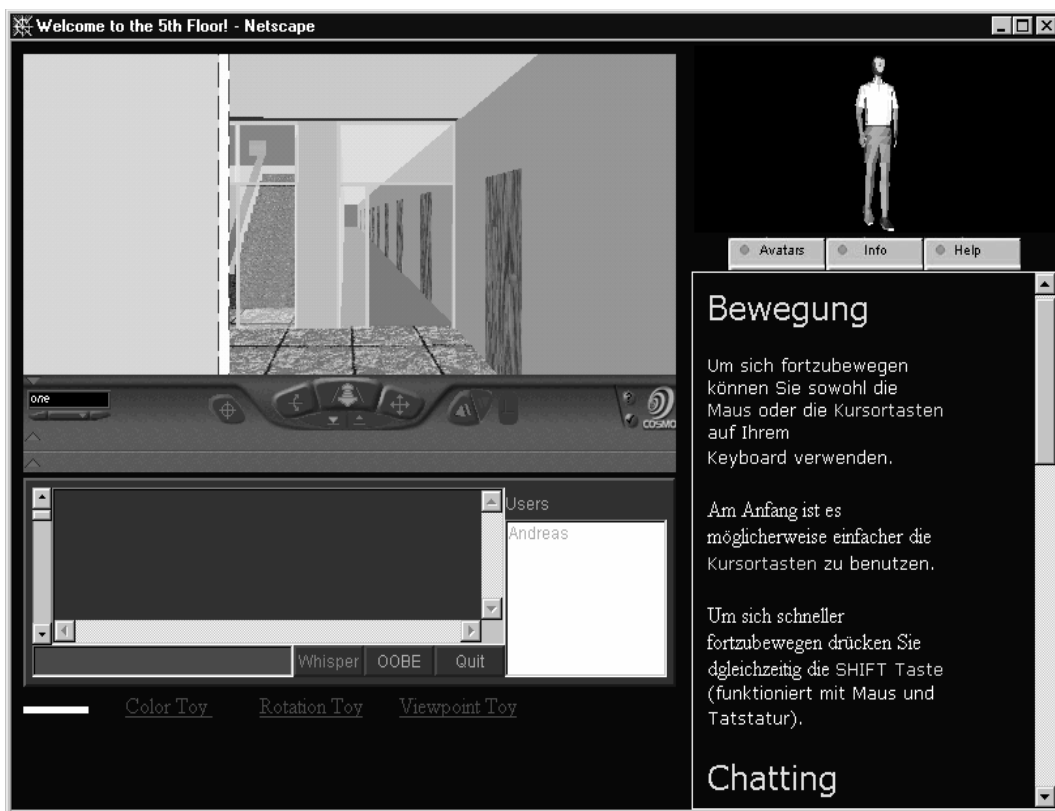 Welcome to the 5th Floor! - Netscape
Avatars
Info
Help
one
COSMO
Users
Andreas
Whisper
OOBE
Quit
Color Toy
Rotation Toy
Viewpoint Toy
Bewegung
Um sich fortzubewegen
können Sie sowohl die
Maus oder die Kursortasten
auf Ihrem
Keyboard verwenden.
Am Anfang ist es
möglicherweise einfacher die
Kursortasten zu benutzen.
Um sich schneller
fortzubewegen drücken Sie
dgleichzeitig die SHIFT Taste
(funktioniert mit Maus und
Tatstatur).
Chatting